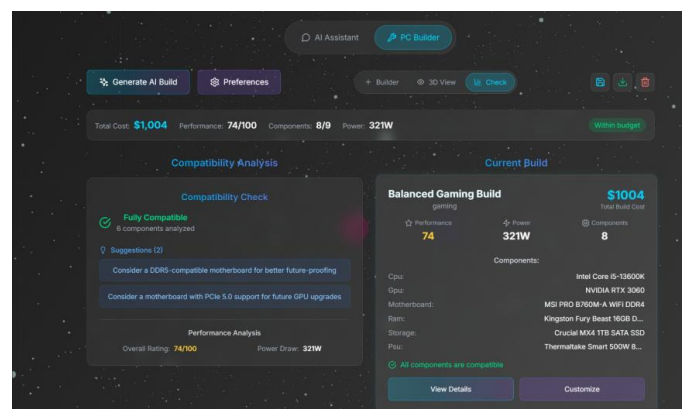 AI Assistant
PC Builder
Generate AI Build
Preferences
+ Builder
3D View
Check
Total Cost: $1,004 Performance: 74/100 Components: 8/9 Power: 321W
Within budget
Compatibility Analysis
Compatibility Check
Fully Compatible
6 components analyzed
Suggestions (2)
Consider a DDR5-compatible motherboard for better future-proofing
Consider a motherboard with PCIe 5.0 support for future GPU upgrades
Performance Analysis
Overall Rating: 74/100 Power Draw: 321W
Current Build
Balanced Gaming Build
gaming
$1004
Total Build Cost
Performance
74
Power
321W
Components
8
Components:
Cpu: Intel Core i5-13600K
Gpu: NVIDIA RTX 3060
Motherboard: MSI PRO B760M-A WiFi DDR4
Ram: Kingston Fury Beast 16GB D...
Storage: Crucial MX4 1TB SATA SSD
Psu: Thermaltake Smart 500W 8...
All components are compatible
View Details
Customize